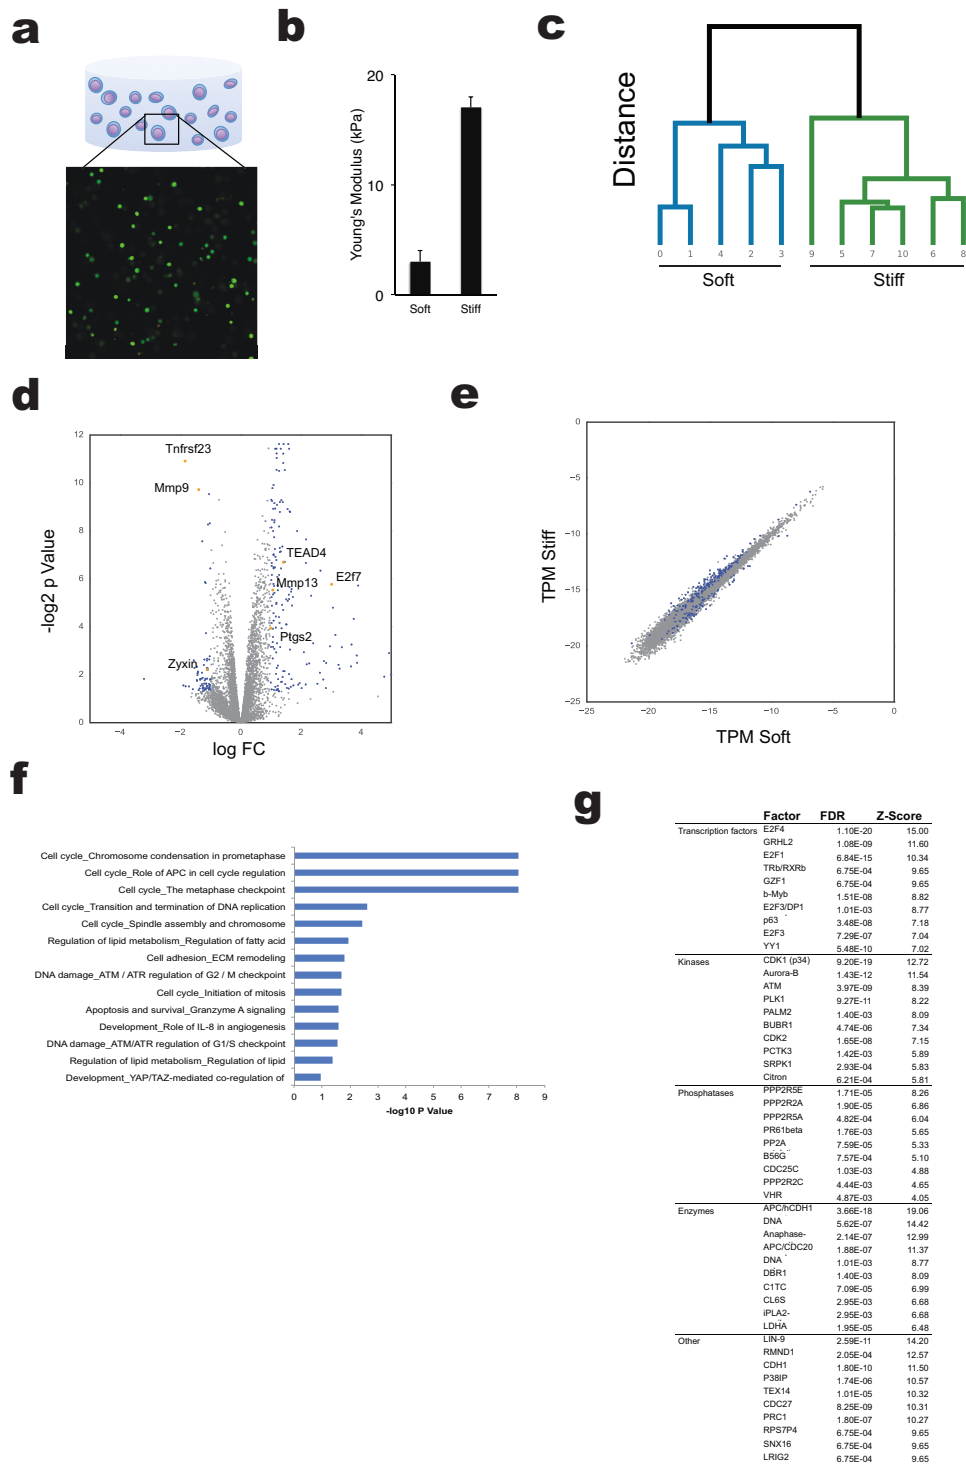 a
b
c
20
10
0
Young's Modulus (kPa)
Soft
Stiff
Distance
0 1 4 2 3 9 5 7 10 6 8
Soft
Stiff
d
e
12
10
8
6
4
2
0
-log2 p Value
Tnfrsf23
Mmp9
TEAD4
Mmp13
E2f7
Ptgs2
Zyxin
−4 −2 0 2 4
log FC
0
−5
−10
−15
−20
−25
TPM Stiff
−25 −20 −15 −10 −5 0
TPM Soft
f
Cell cycle_Chromosome condensation in prometaphase
Cell cycle_Role of APC in cell cycle regulation
Cell cycle_The metaphase checkpoint
Cell cycle_Transition and termination of DNA replication
Cell cycle_Spindle assembly and chromosome
Regulation of lipid metabolism_Regulation of fatty acid
Cell adhesion_ECM remodeling
DNA damage_ATM / ATR regulation of G2 / M checkpoint
Cell cycle_Initiation of mitosis
Apoptosis and survival_Granzyme A signaling
Development_Role of IL-8 in angiogenesis
DNA damage_ATM/ATR regulation of G1/S checkpoint
Regulation of lipid metabolism_Regulation of lipid
Development_YAP/TAZ-mediated co-regulation of
0 1 2 3 4 5 6 7 8 9
-log10 P Value
g
Factor FDR Z-Score
Transcription factors E2F4 1.10E-20 15.00
GRHL2 1.08E-09 11.60
E2F1 6.84E-15 10.34
TRb/RXRb 6.75E-04 9.65
GZF1 6.75E-04 9.65
b-Myb 1.51E-08 8.82
E2F3/DP1 1.01E-03 8.77
p63 3.48E-08 7.18
E2F3 7.29E-07 7.04
YY1 5.48E-10 7.02
Kinases CDK1 (p34) 9.20E-19 12.72
Aurora-B 1.43E-12 11.54
ATM 3.97E-09 8.39
PLK1 9.27E-11 8.22
PALM2 1.40E-03 8.09
BUBR1 4.74E-06 7.34
CDK2 1.65E-08 7.15
PCTK3 1.42E-03 5.89
SRPK1 2.93E-04 5.83
Citron 6.21E-04 5.81
Phosphatases PPP2R5E 1.71E-05 8.26
PPP2R2A 1.90E-05 6.86
PPP2R5A 4.82E-04 6.04
PR61beta 1.76E-03 5.65
PP2A 7.59E-05 5.33
B56G 7.57E-04 5.10
CDC25C 1.03E-03 4.88
PPP2R2C 4.44E-03 4.65
VHR 4.87E-03 4.05
Enzymes APC/hCDH1 3.66E-18 19.06
DNA 5.62E-07 14.42
Anaphase- 2.14E-07 12.99
APC/CDC20 1.88E-07 11.37
DNA 1.01E-03 8.77
DBR1 1.40E-03 8.09
C1TC 7.09E-05 6.99
CL6S 2.95E-03 6.68
iPLA2- 2.95E-03 6.68
LDHA 1.95E-05 6.48
Other LIN-9 2.59E-11 14.20
RMND1 2.05E-04 12.57
CDH1 1.80E-10 11.50
P38IP 1.74E-06 10.57
TEX14 1.01E-05 10.32
CDC27 8.25E-09 10.31
PRC1 1.80E-07 10.27
RPS7P4 6.75E-04 9.65
SNX16 6.75E-04 9.65
LRIG2 6.75E-04 9.65